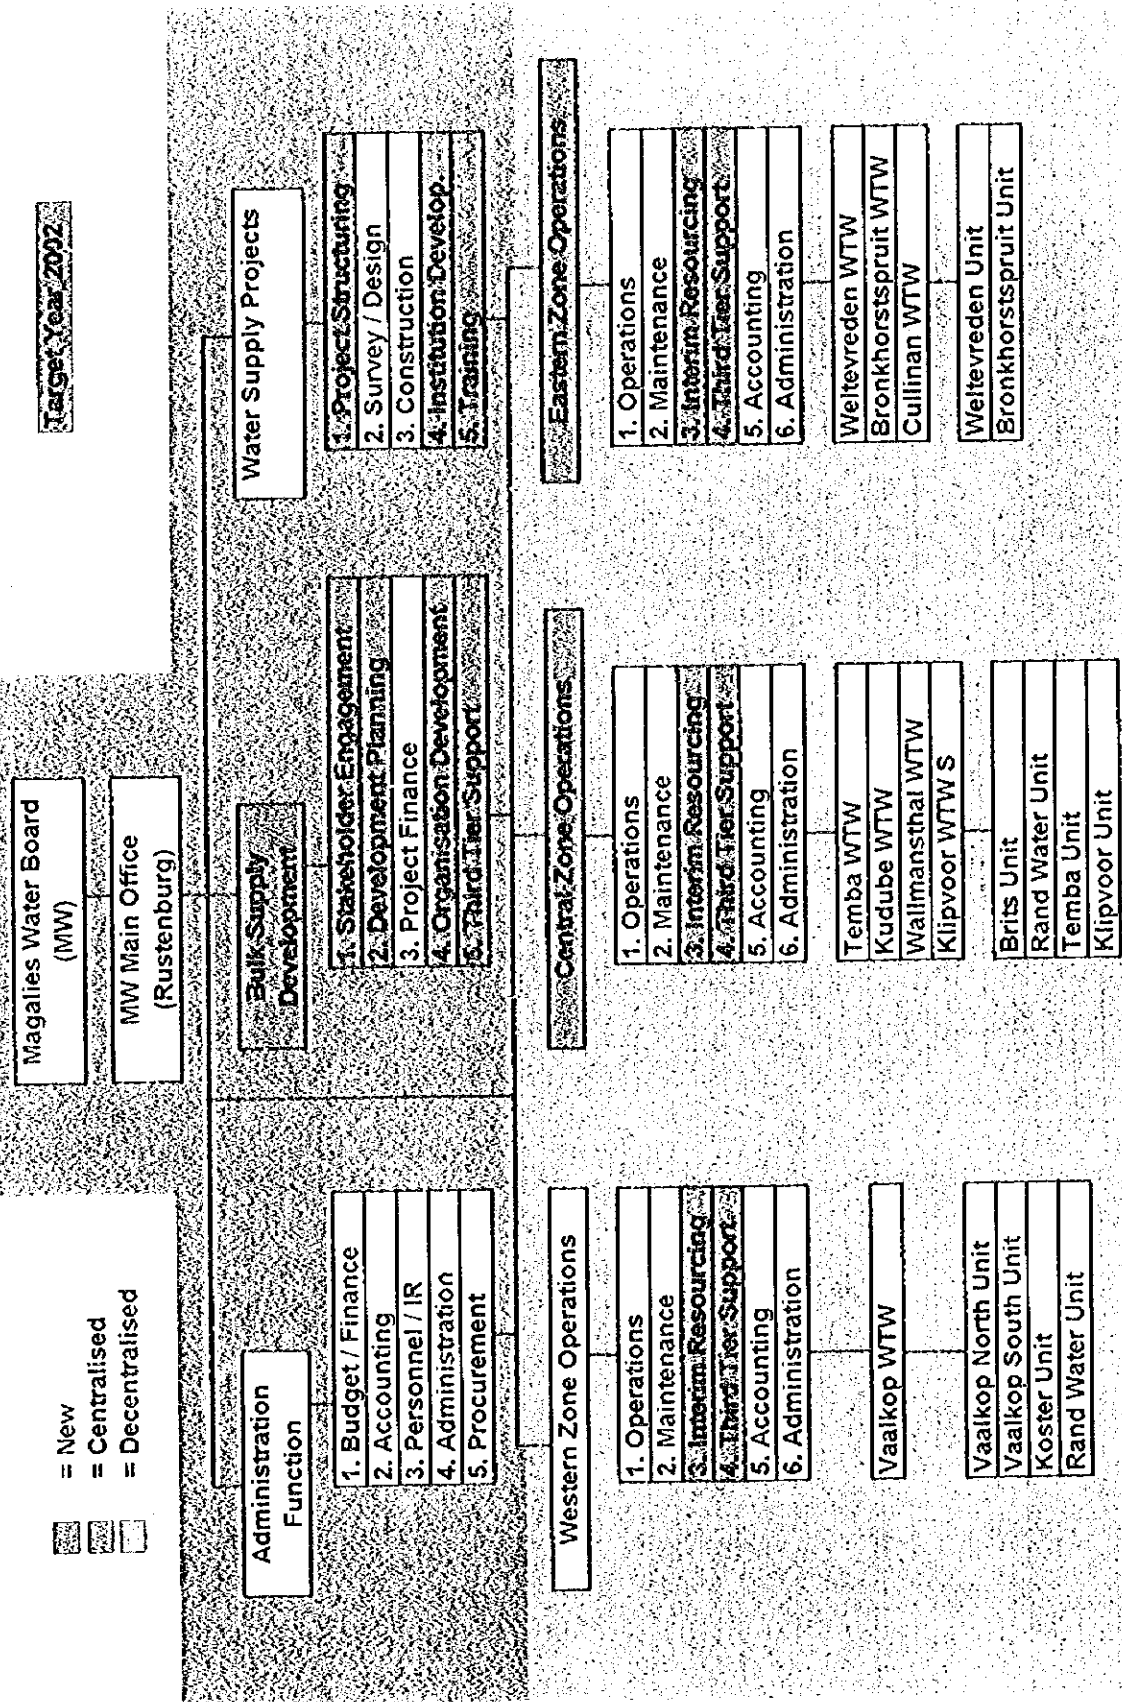 = New
= Centralised
= Decentralised
Target Year 2002
Magalies Water Board
(MW)
MW Main Office
(Rustenburg)
Administration
Function
1. Budget / Finance
2. Accounting
3. Personnel / IR
4. Administration
5. Procurement
Bulk Supply
Development
1. Stakeholder Engagement
2. Development Planning
3. Project Finance
4. Organisation Development
5. Third Tier Support
Water Supply Projects
1. Project Structuring
2. Survey / Design
3. Construction
4. Institution Develop.
5. Training
Western Zone Operations
1. Operations
2. Maintenance
3. Interim Resourcing
4. Third Tier Support
5. Accounting
6. Administration
Vaalkop WTW
Vaalkop North Unit
Vaalkop South Unit
Koster Unit
Rand Water Unit
Central Zone Operations
1. Operations
2. Maintenance
3. Interim Resourcing
4. Third Tier Support
5. Accounting
6. Administration
Temba WTW
Kudube WTW
Wallmansthal WTW
Klipvoor WTW S
Brits Unit
Rand Water Unit
Temba Unit
Klipvoor Unit
Eastern Zone Operations
1. Operations
2. Maintenance
3. Interim Resourcing
4. Third Tier Support
5. Accounting
6. Administration
Weltevreden WTW
Bronkhorstspruit WTW
Cullinan WTW
Weltevreden Unit
Bronkhorstspruit Unit